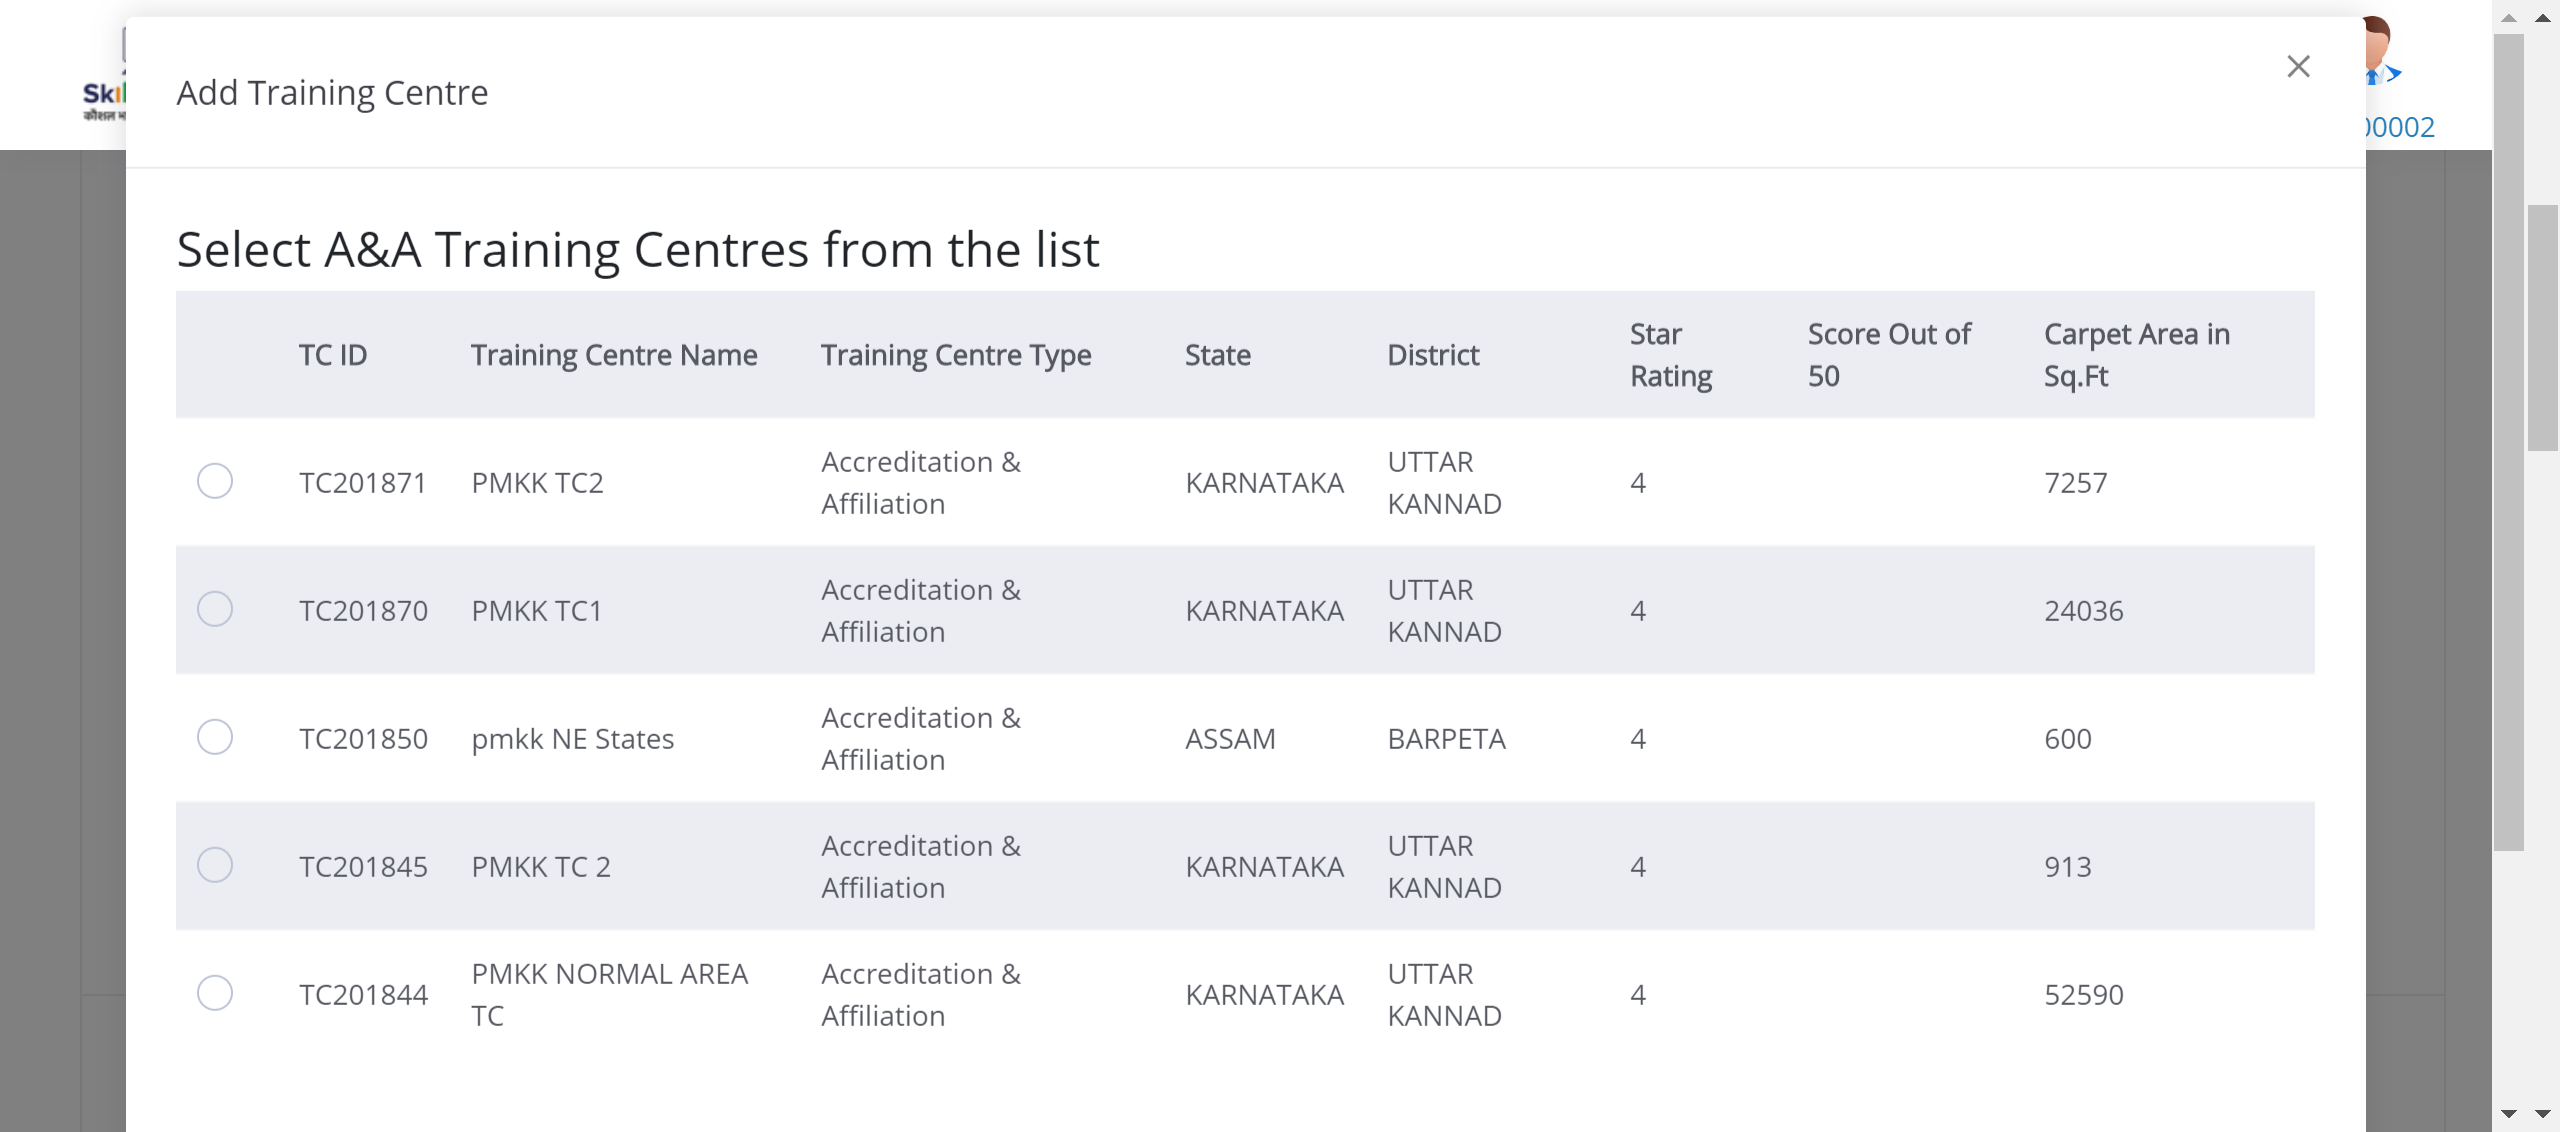 Add Training Centre
00002
Select A&A Training Centres from the list
TC ID Training Centre Name Training Centre Type State District Star Rating Score Out of 50 Carpet Area in Sq.Ft
TC201871 PMKK TC2 Accreditation & Affiliation KARNATAKA UTTAR KANNAD 4 7257
TC201870 PMKK TC1 Accreditation & Affiliation KARNATAKA UTTAR KANNAD 4 24036
TC201850 pmkk NE States Accreditation & Affiliation ASSAM BARPETA 4 600
TC201845 PMKK TC 2 Accreditation & Affiliation KARNATAKA UTTAR KANNAD 4 913
TC201844 PMKK NORMAL AREA TC Accreditation & Affiliation KARNATAKA UTTAR KANNAD 4 52590